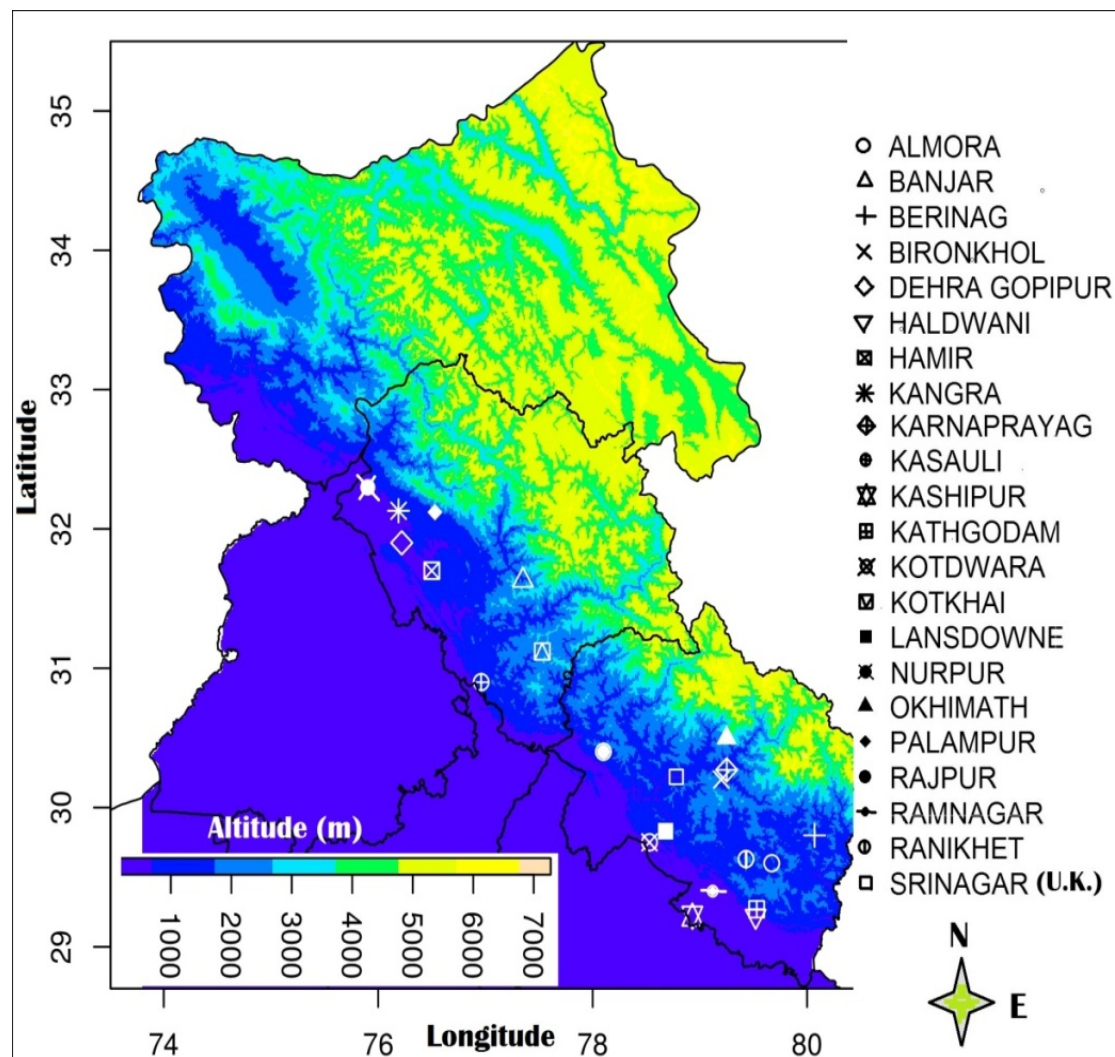 35
34
33
32
31
30
29
Latitude
ALMORA
BANJAR
BERINAG
BIRONKHOL
DEHRA GOPIPUR
HALDWANI
HAMIR
KANGRA
KARNAPRAYAG
KASAULI
KASHIPUR
KATHGODAM
KOTDWARA
KOTKHAI
LANSDOWNE
NURPUR
OKHIMATH
PALAMPUR
RAJPUR
RAMNAGAR
RANIKHET
SRINAGAR (U.K.)
Altitude (m)
1000
2000
3000
4000
5000
6000
7000
N
E
74
76
78
80
Longitude